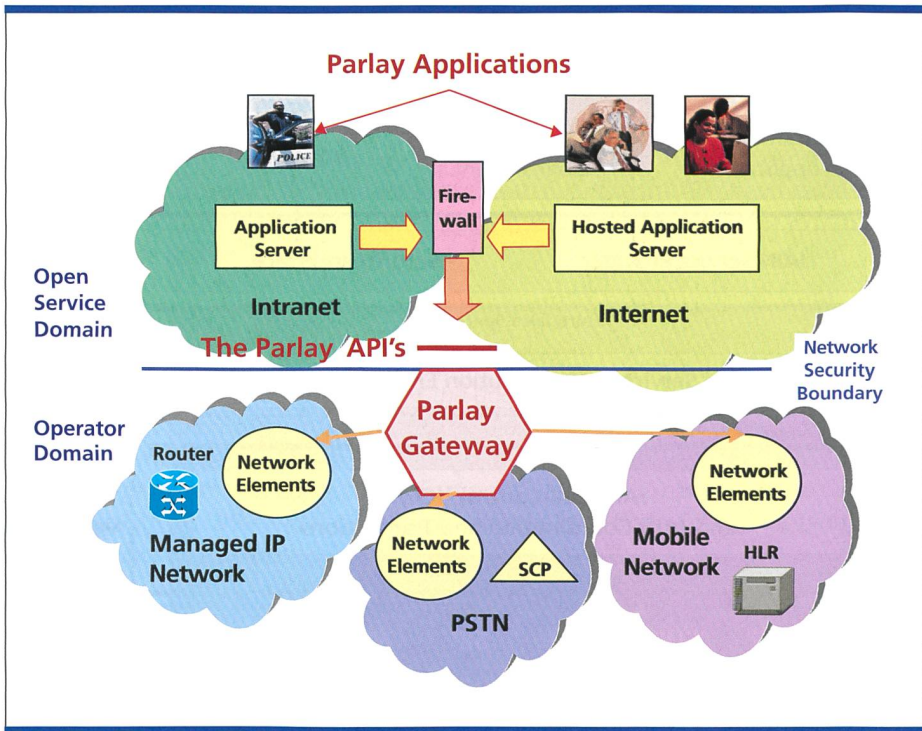 Parlay Applications
POLICE
Fire-
wall
Application
Server
Hosted Application
Server
Open
Service
Domain
Intranet
Internet
The Parlay API's
Network
Security
Boundary
Operator
Domain
Parlay
Gateway
Router
Network
Elements
Managed IP
Network
Network
Elements
SCP
PSTN
Network
Elements
Mobile
Network
HLR